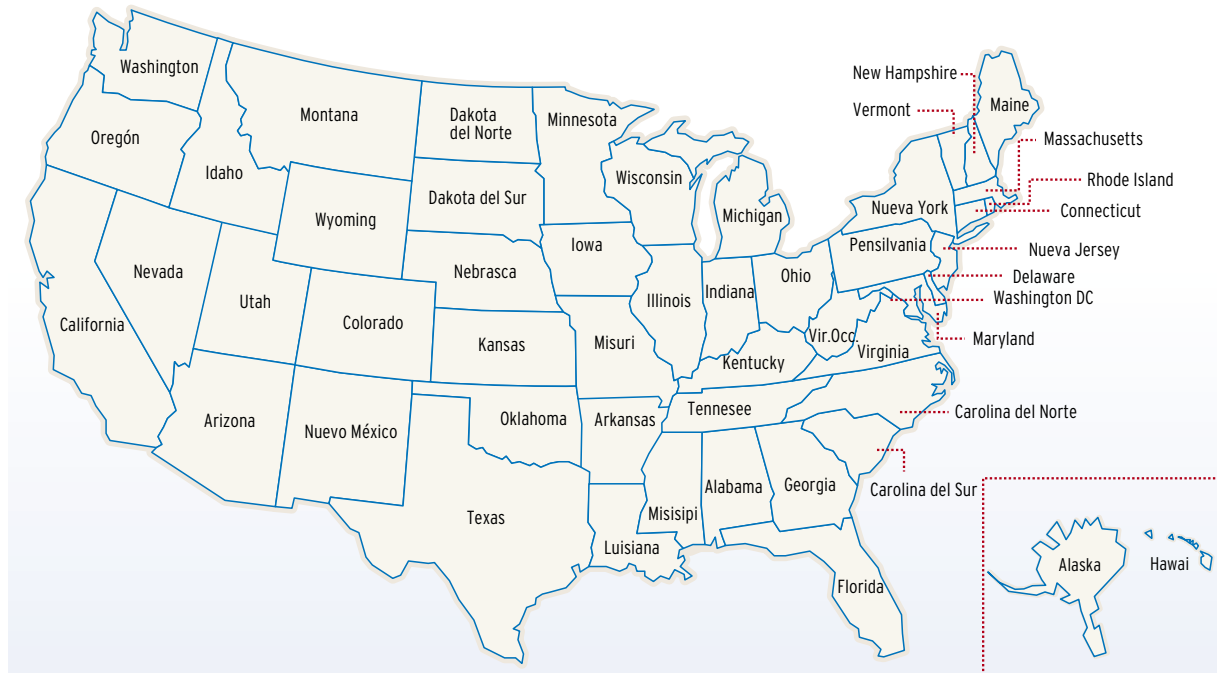 New Hampshire
Washington
Vermont
Maine
Montana
Dakota
del Norte
Minnesota
Oregón
Massachusetts
Idaho
Wisconsin
Rhode Island
Dakota del Sur
Wyoming
Michigan
Nueva York
Connecticut
Iowa
Pensilvania
Nueva Jersey
Nevada
Nebrasca
Ohio
Delaware
Utah
Illinois
Indiana
Washington DC
California
Colorado
Kansas
Misuri
Vir.Occ.
Virginia
Maryland
Kentucky
Arizona
Nuevo México
Oklahoma
Arkansas
Tennesee
Carolina del Norte
Alabama
Georgia
Carolina del Sur
Texas
Misisipi
Luisiana
Florida
Alaska
Hawai